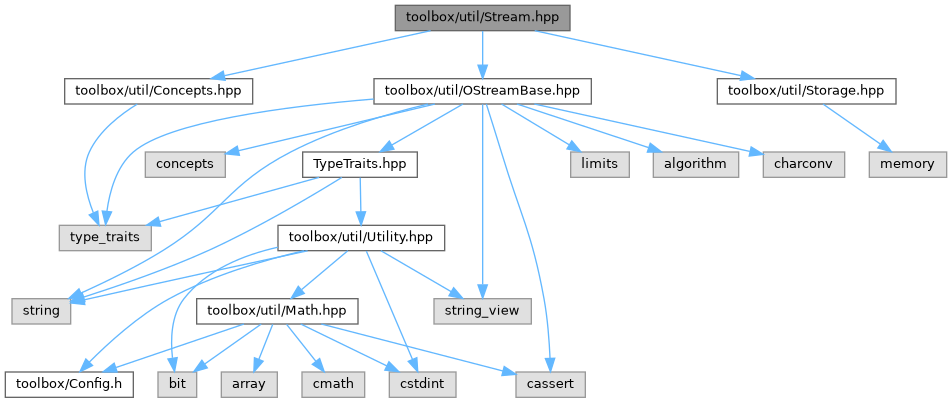 toolbox/util/Stream.hpp
toolbox/util/Concepts.hpp
toolbox/util/OStreamBase.hpp
toolbox/util/Storage.hpp
concepts
TypeTraits.hpp
limits
algorithm
charconv
memory
type_traits
toolbox/util/Utility.hpp
string
toolbox/util/Math.hpp
string_view
toolbox/Config.h
bit
array
cmath
cstdint
cassert